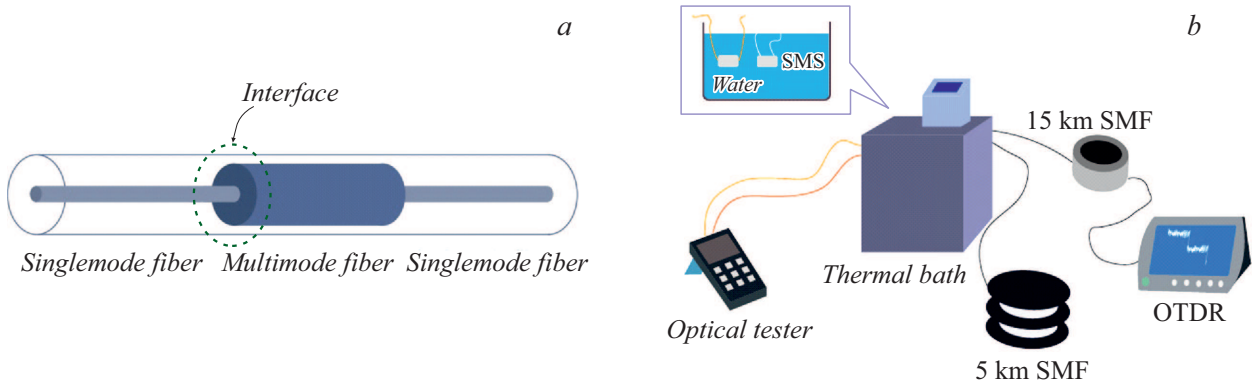 a
Interface
Singlemode fiber
Multimode fiber
Singlemode fiber
b
Water
SMS
15 km SMF
Thermal bath
Optical tester
OTDR
5 km SMF